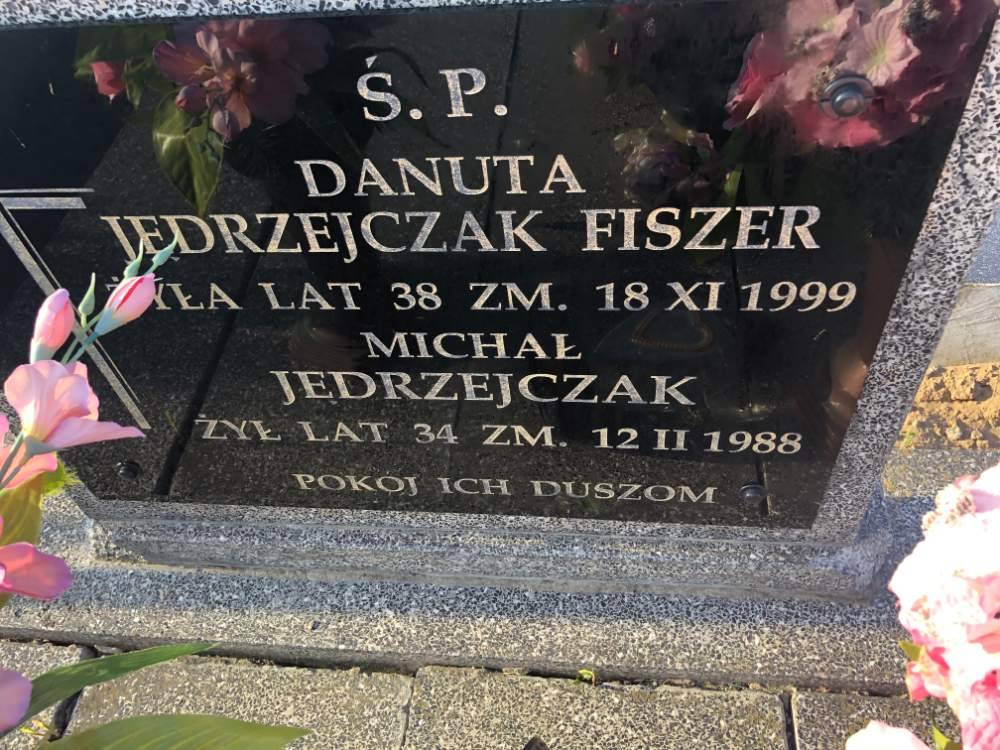 Ś. P.
DANUTA
JĘDRZEJCZAK FISZER
ŻYŁA LAT 38 ZM. 18 XI 1999
MICHAŁ
JĘDRZEJCZAK
ŻYŁ LAT 34 ZM. 12 II 1988
POKÓJ ICH DUSZOM